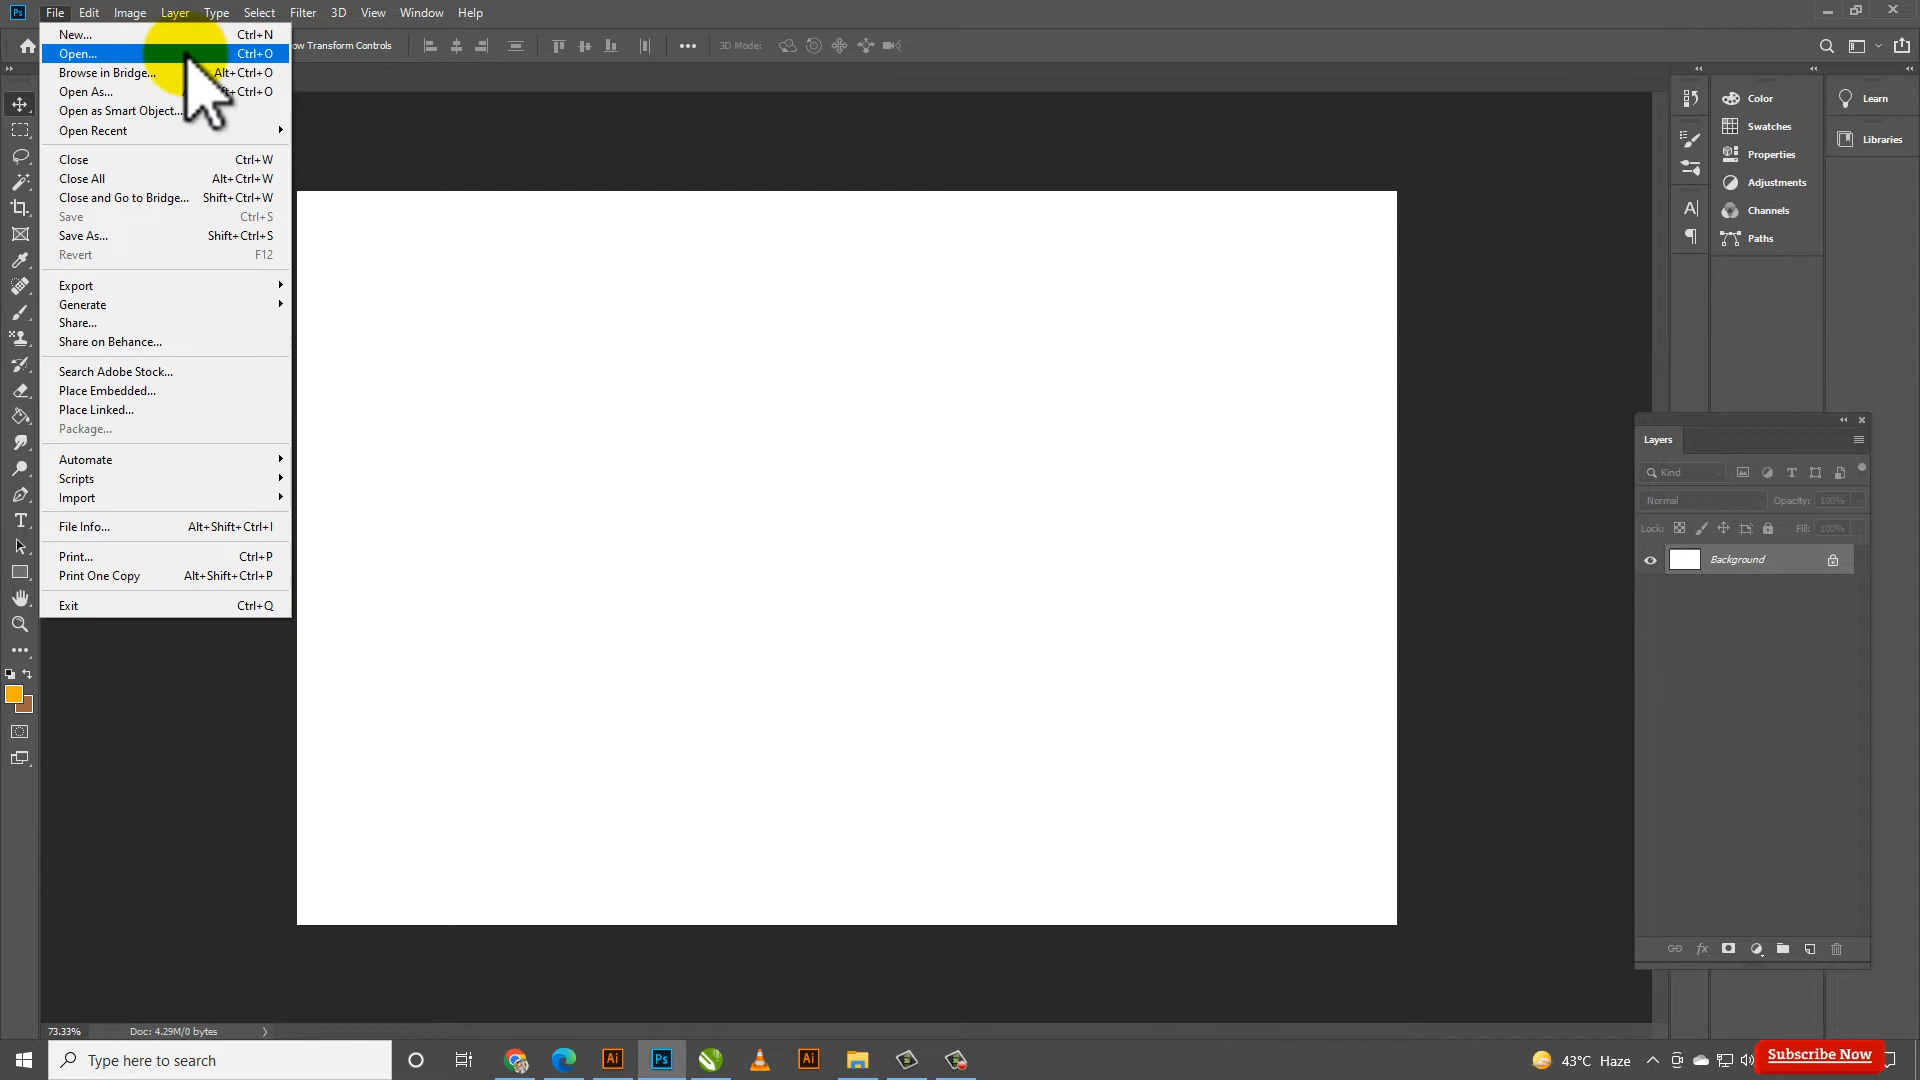 Ps File Edit Image Layer Type Select Filter 3D View Window Help
New... Ctrl+N
Open... Ctrl+O
Browse in Bridge... Alt+Ctrl+O
Open As... Ctrl+O
Open as Smart Object...
Open Recent
Close Ctrl+W
Close All Alt+Ctrl+W
Close and Go to Bridge... Shift+Ctrl+W
Save Ctrl+S
Save As... Shift+Ctrl+S
Revert F12
Export
Generate
Share...
Share on Behance...
Search Adobe Stock...
Place Embedded...
Place Linked...
Package...
Automate
Scripts
Import
File Info... Alt+Shift+Ctrl+I
Print... Ctrl+P
Print One Copy Alt+Shift+Ctrl+P
Exit Ctrl+Q
Transform Controls
3D Mode:
Color
Swatches
Properties
Adjustments
Channels
Paths
Learn
Libraries
Layers
Kind
Normal Opacity: 100%
Lock: Fill: 100%
Background
73.33% Doc: 4.29M/0 bytes
Type here to search
Ai Ps Ai
43°C Haze
Subscribe Now